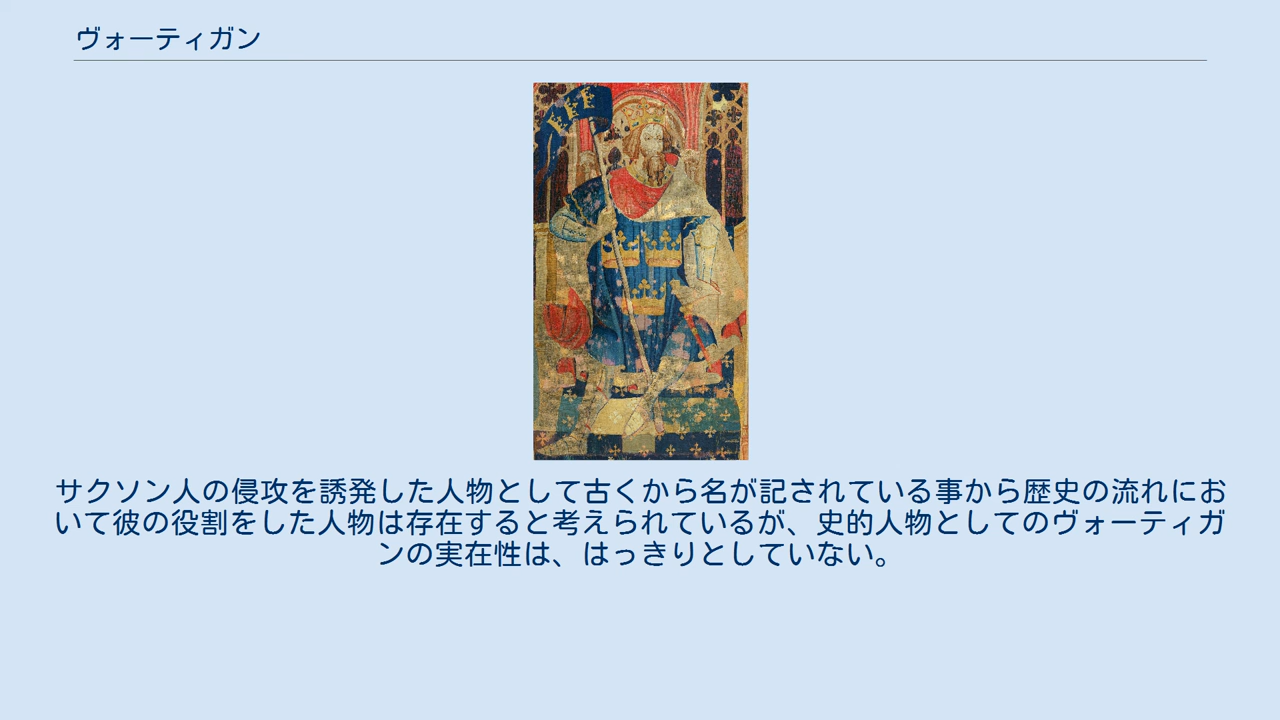 ヴォーティガン
サクソン人の侵攻を誘発した人物として古くから名が記されている事から歴史の流れにお
いて彼の役割をした人物は存在すると考えられているが、史的人物としてのヴォーティガ
ンの実在性は、はっきりとしていない。